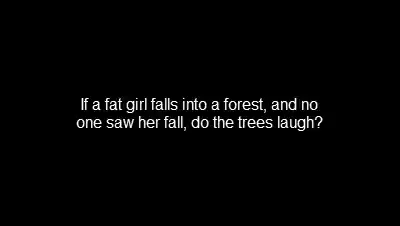 If a fat girl falls into a forest, and no
one saw her fall, do the trees laugh?